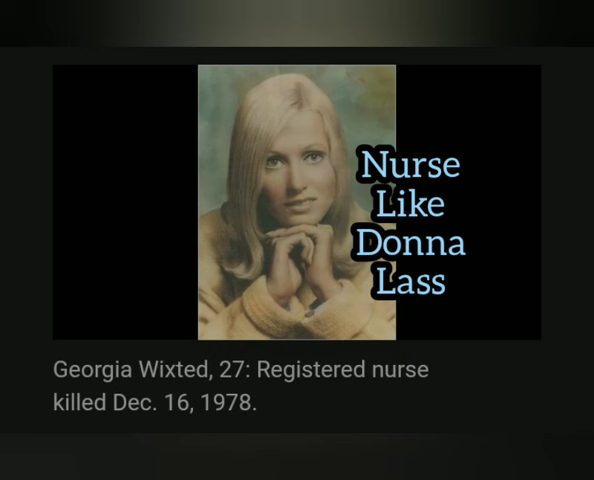 Nurse
Like
Donna
Lass
Georgia Wixted, 27: Registered nurse
killed Dec. 16, 1978.